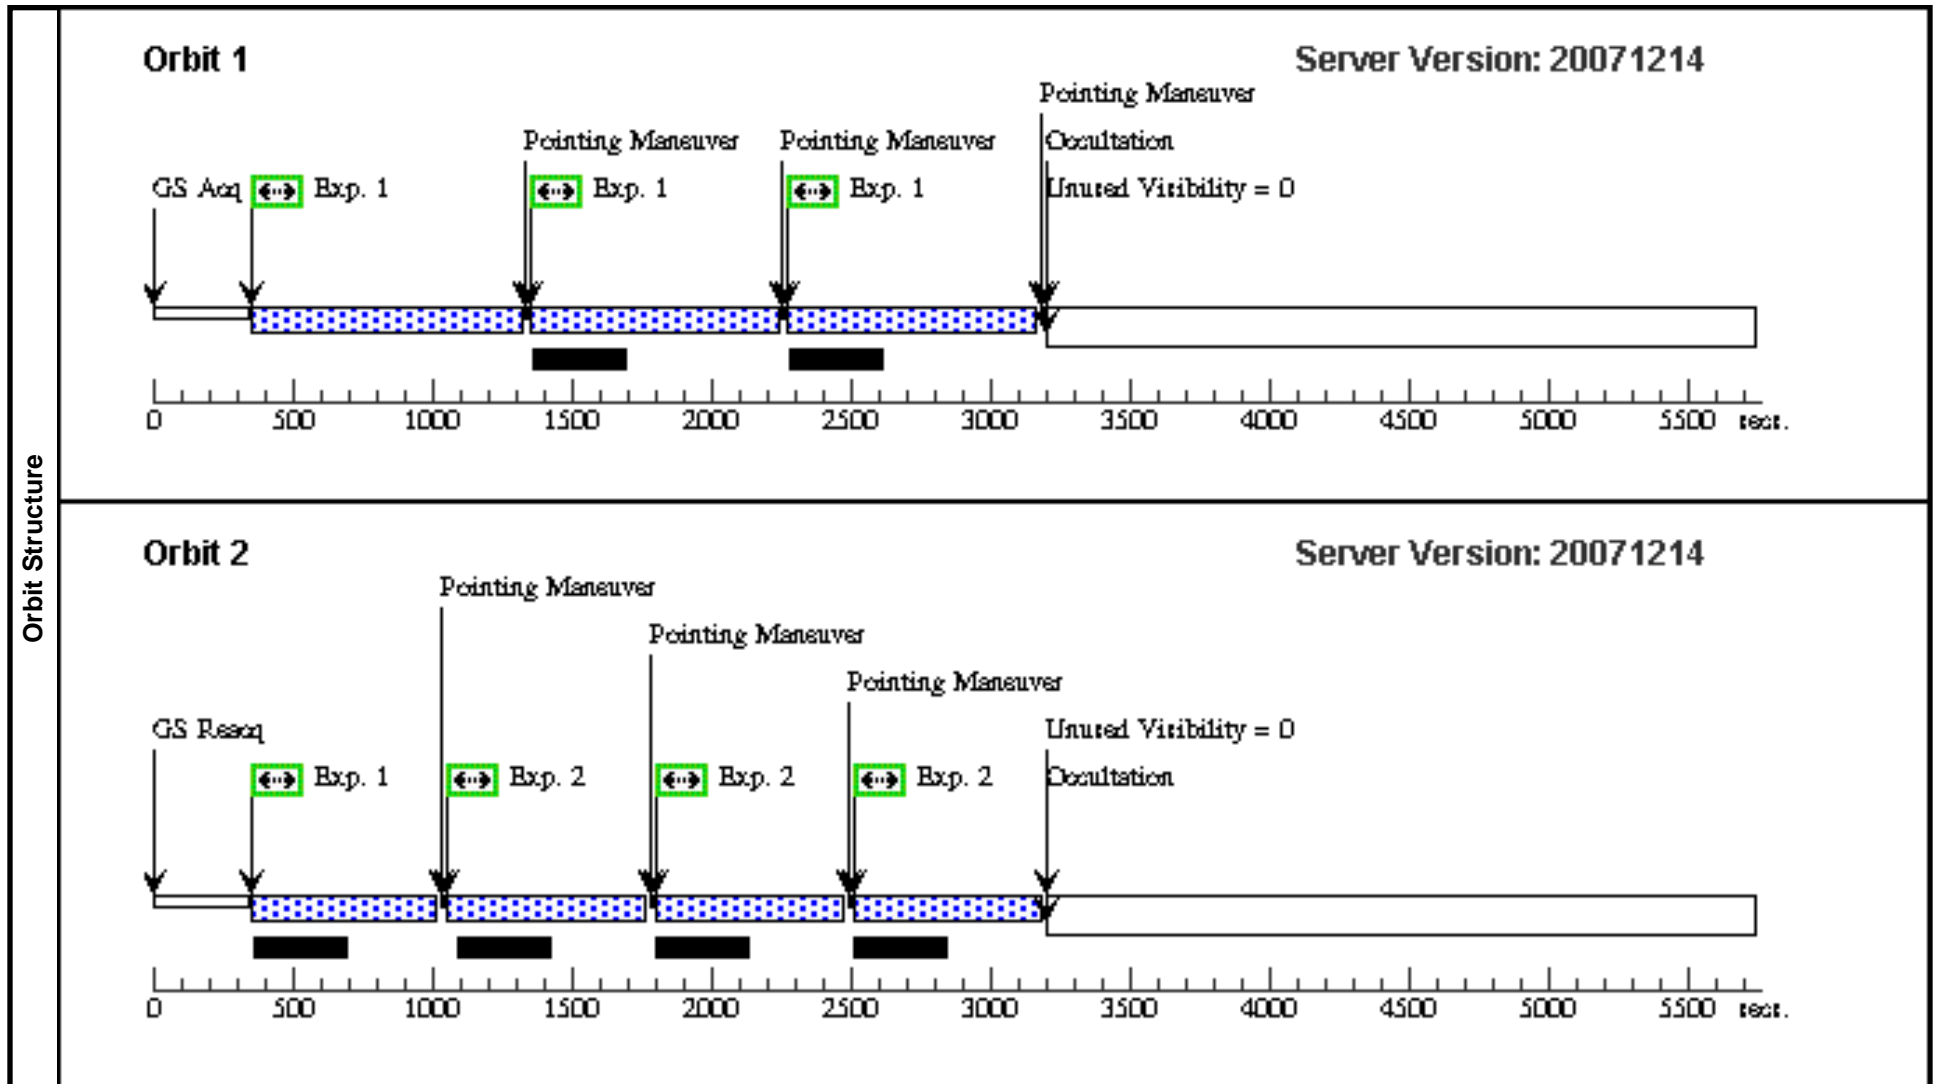 Orbit Structure
Orbit 1
Server Version: 20071214
Pointing Maneuver
Pointing Maneuver
Pointing Maneuver
Occultation
GS Acq
Exp. 1
Exp. 1
Exp. 1
Unused Visibility = 0
0 500 1000 1500 2000 2500 3000 3500 4000 4500 5000 5500 secs.
Orbit 2
Server Version: 20071214
Pointing Maneuver
Pointing Maneuver
Pointing Maneuver
GS Reacq
Unused Visibility = 0
Exp. 1
Exp. 2
Exp. 2
Exp. 2
Occultation
0 500 1000 1500 2000 2500 3000 3500 4000 4500 5000 5500 secs.